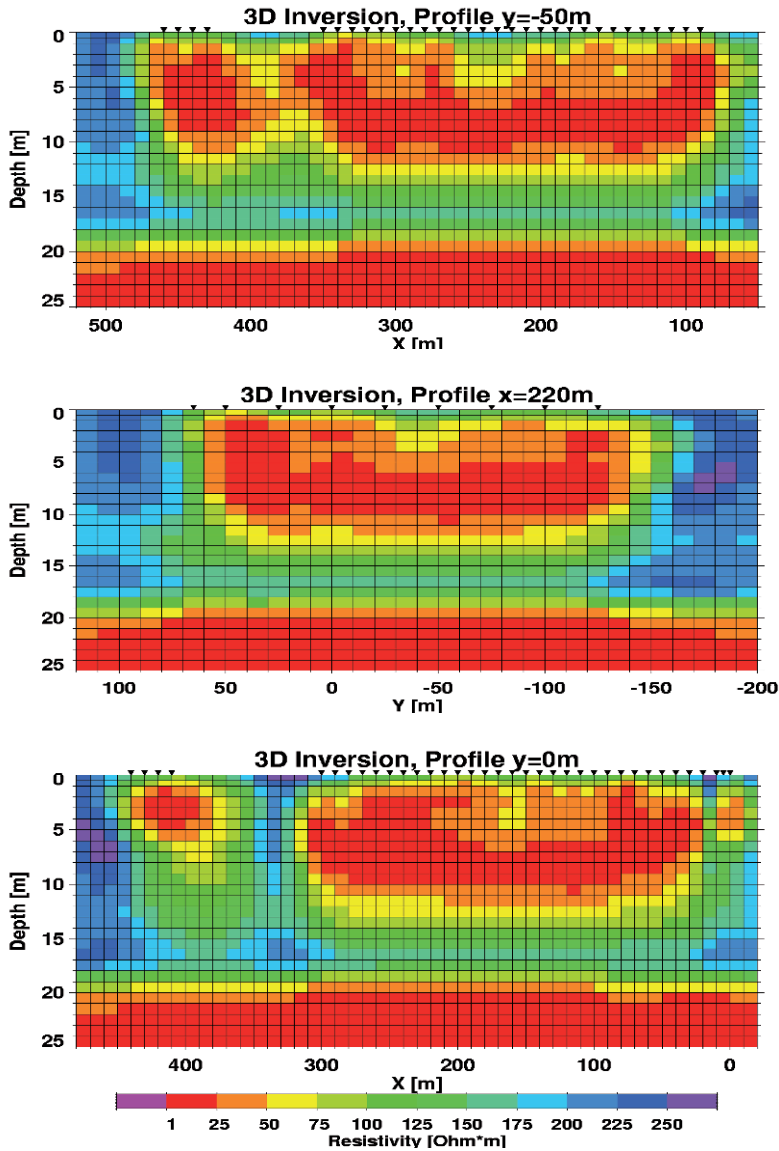 3D Inversion, Profile y=-50m
0
5
10
15
20
25
Depth [m]
500 400 300 200 100
X [m]
3D Inversion, Profile x=220m
0
5
10
15
20
25
Depth [m]
100 50 0 -50 -100 -150 -200
Y [m]
3D Inversion, Profile y=0m
0
5
10
15
20
25
Depth [m]
400 300 200 100 0
X [m]
1 25 50 75 100 125 150 175 200 225 250
Resistivity [Ohm*m]